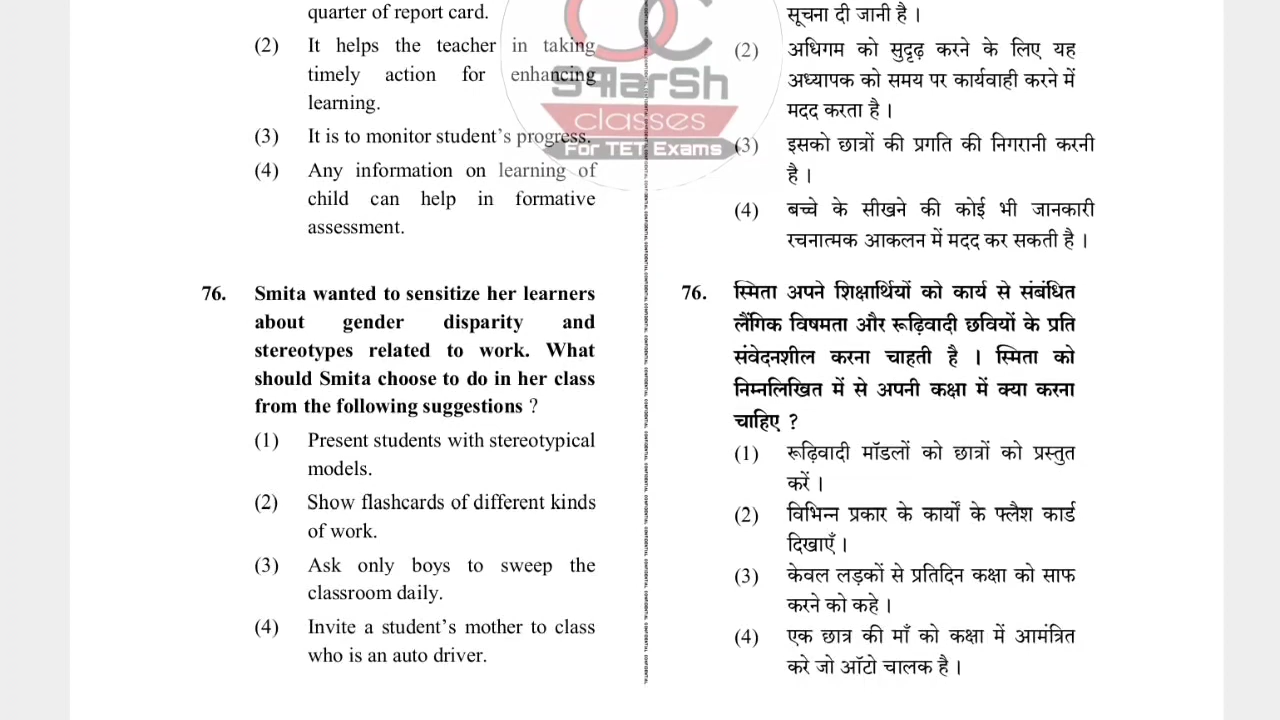 quarter of report card.
(2) It helps the teacher in taking
timely action for enhancing
learning.
(3) It is to monitor student's progress.
(4) Any information on learning of
child can help in formative
assessment.
76. Smita wanted to sensitize her learners
about gender disparity and
stereotypes related to work. What
should Smita choose to do in her class
from the following suggestions ?
(1) Present students with stereotypical
models.
(2) Show flashcards of different kinds
of work.
(3) Ask only boys to sweep the
classroom daily.
(4) Invite a student's mother to class
who is an auto driver.
classes
For TET Exams
सूचना दी जानी है ।
(2) अधिगम को सुदृढ़ करने के लिए यह
अध्यापक को समय पर कार्यवाही करने में
मदद करता है ।
(3) इसको छात्रों की प्रगति की निगरानी करनी
है ।
(4) बच्चे के सीखने की कोई भी जानकारी
रचनात्मक आकलन में मदद कर सकती है ।
76. स्मिता अपने शिक्षार्थियों को कार्य से संबंधित
लैंगिक विषमता और रूढ़िवादी छवियों के प्रति
संवेदनशील करना चाहती है । स्मिता को
निम्नलिखित में से अपनी कक्षा में क्या करना
चाहिए ?
(1) रूढ़िवादी मॉडलों को छात्रों को प्रस्तुत
करें ।
(2) विभिन्न प्रकार के कार्यों के फ्लैश कार्ड
दिखाएँ ।
(3) केवल लड़कों से प्रतिदिन कक्षा को साफ
करने को कहे ।
(4) एक छात्र की माँ को कक्षा में आमंत्रित
करे जो ऑटो चालक है ।